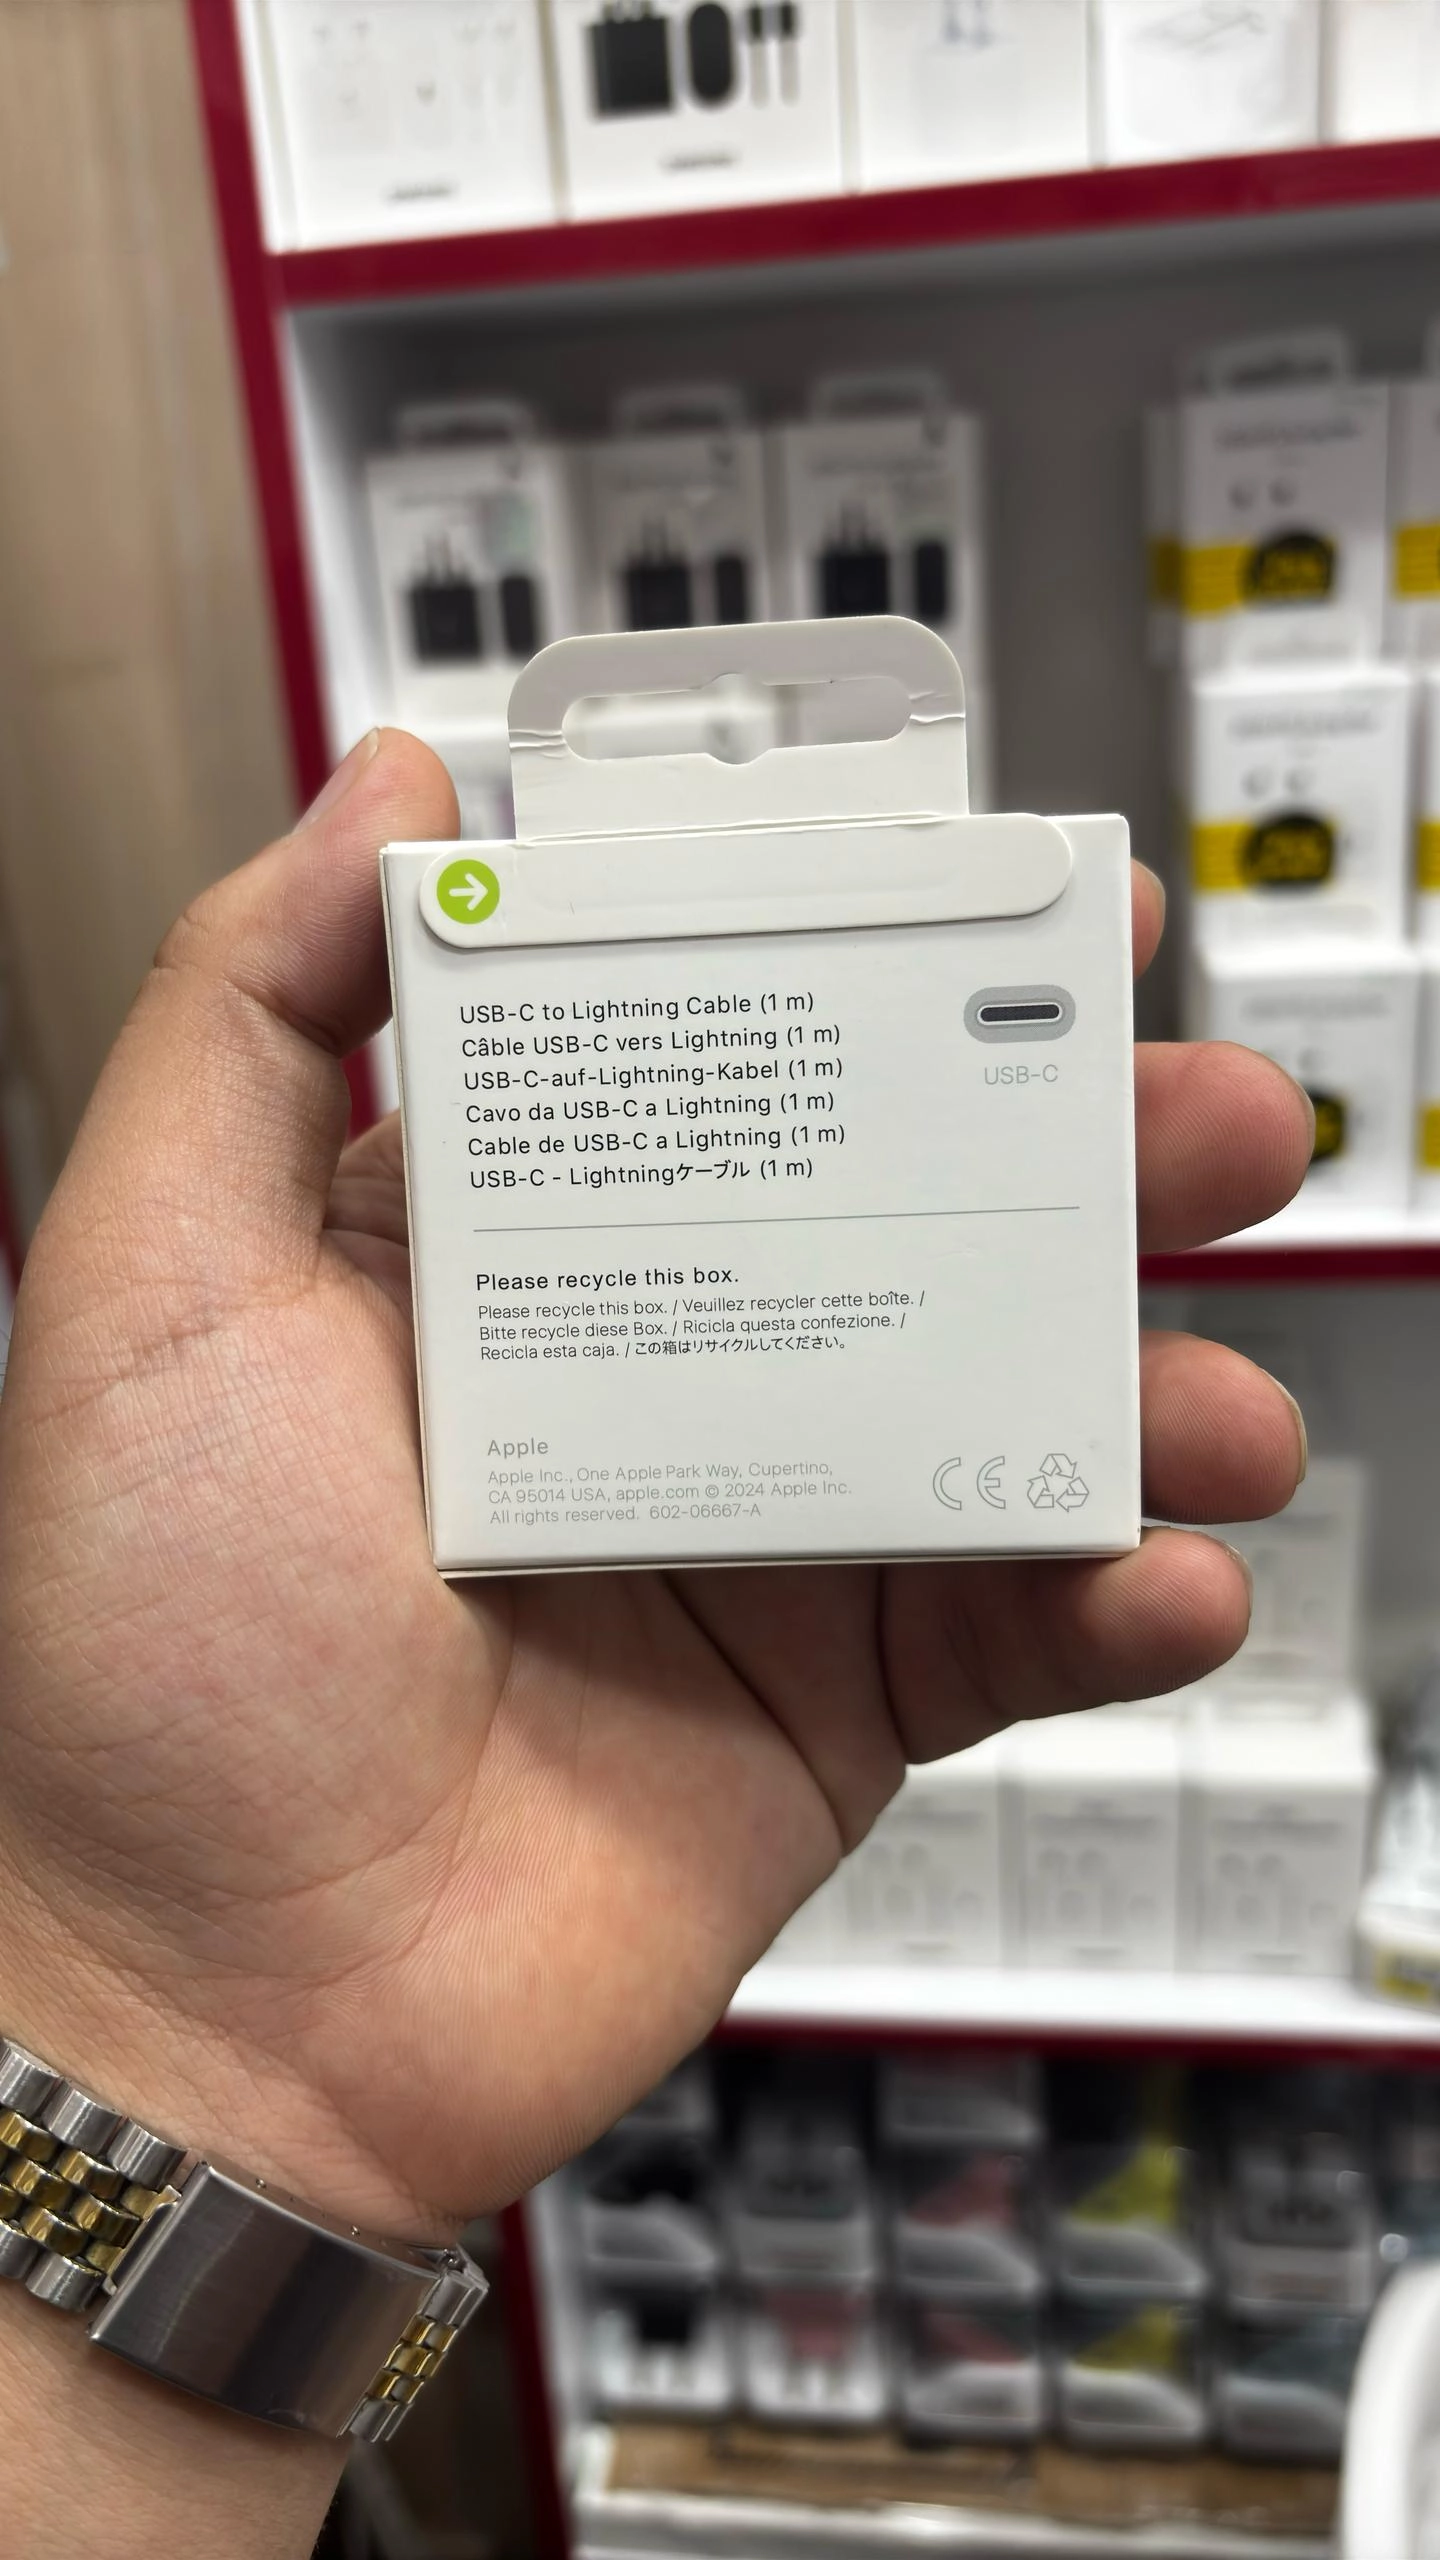 USB-C to Lightning Cable (1 m)
Câble USB-C vers Lightning (1 m)
USB-C-auf-Lightning-Kabel (1 m)
Cavo da USB-C a Lightning (1 m)
Cable de USB-C a Lightning (1 m)
USB-C - Lightningケーブル (1 m)
USB-C
Please recycle this box.
Please recycle this box. / Veuillez recycler cette boîte. /
Bitte recycle diese Box. / Ricicla questa confezione. /
Recicla esta caja. / この箱はリサイクルしてください。
Apple
Apple Inc., One Apple Park Way, Cupertino,
CA 95014 USA, apple.com © 2024 Apple Inc.
All rights reserved. 602-06667-A
CE